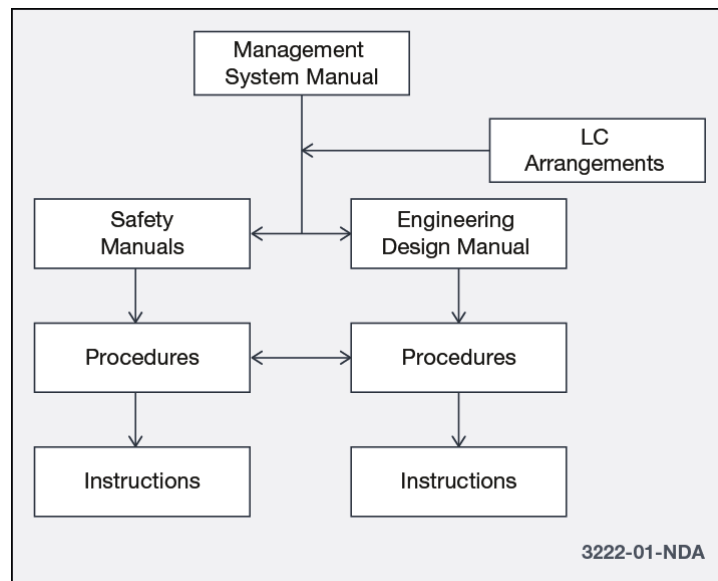 Management
System Manual
LC
Arrangements
Safety
Manuals
Engineering
Design Manual
Procedures
Procedures
Instructions
Instructions
3222-01-NDA